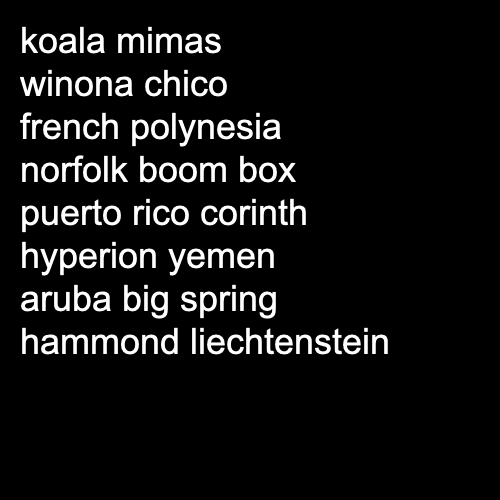 koala mimas
winona chico
french polynesia
norfolk boom box
puerto rico corinth
hyperion yemen
aruba big spring
hammond liechtenstein